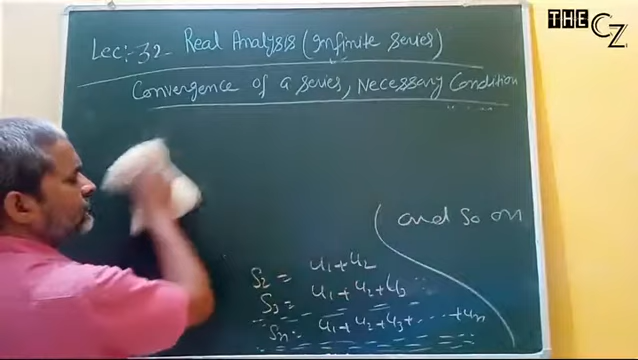 THE CZ
Lec:-32- Real Analysis (Infinite series)
Convergence of a series, Necessary Condition
and so on
S2 = u1+u2
S3 = u1+u2+u3
Sn = u1+u2+u3+.....+un